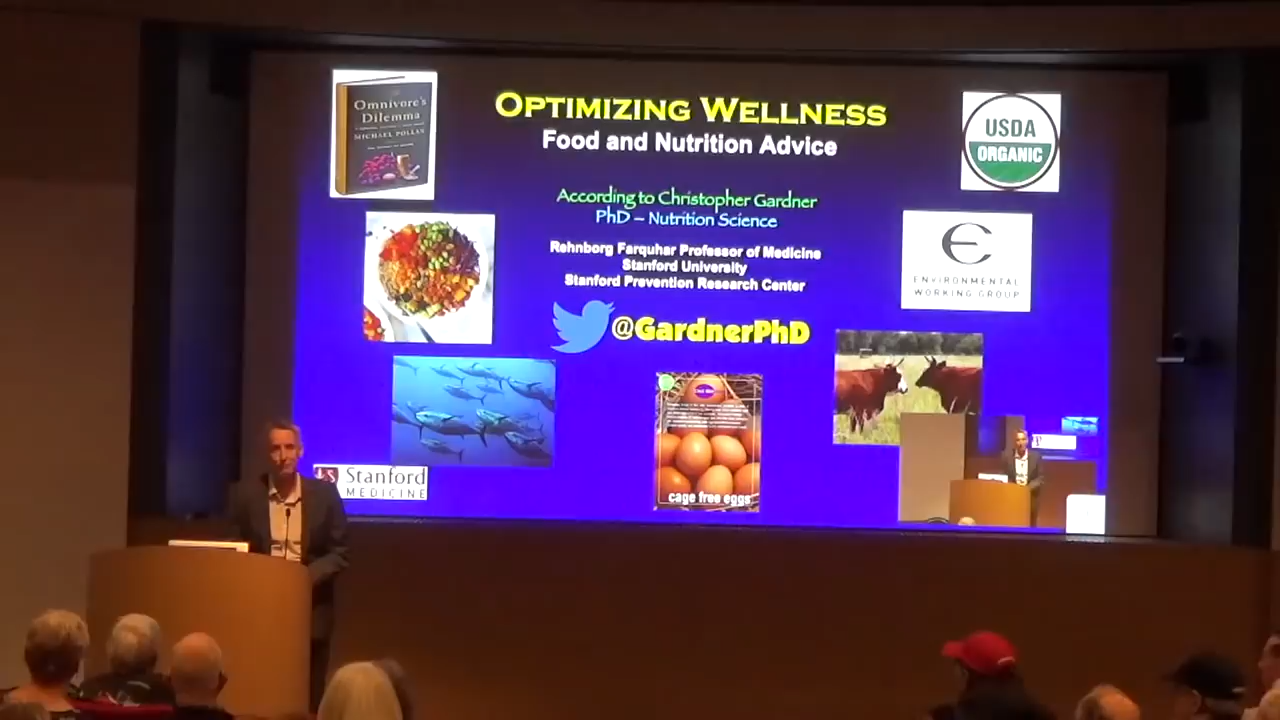 Omnivore's
Dilemma
MICHAEL POLLAN
OPTIMIZING WELLNESS
Food and Nutrition Advice
USDA
ORGANIC
According to Christopher Gardner
PhD – Nutrition Science
Rehnborg Farquhar Professor of Medicine
Stanford University
Stanford Prevention Research Center
ENVIRONMENTAL
WORKING GROUP
@GardnerPhD
Stanford
MEDICINE
cage free eggs